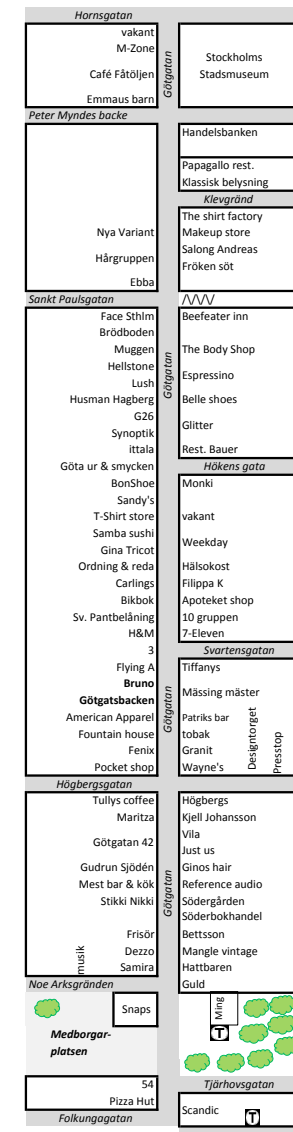 Hornsgatan
vakant
M-Zone
Café Fåtöljen
Emmaus barn
Götgatan
Stockholms
Stadsmuseum
Peter Myndes backe
Handelsbanken
Papagallo rest.
Klassisk belysning
Klevgränd
Nya Variant
Hårgruppen
Ebba
The shirt factory
Makeup store
Salong Andreas
Fröken söt
Sankt Paulsgatan
/\/\/\/
Face Sthlm
Brödboden
Muggen
Hellstone
Lush
Husman Hagberg
G26
Synoptik
ittala
Göta ur & smycken
BonShoe
Sandy's
T-Shirt store
Samba sushi
Gina Tricot
Ordning & reda
Carlings
Bikbok
Sv. Pantbelåning
H&M
3
Flying A
Bruno
Götgatsbacken
American Apparel
Fountain house
Fenix
Pocket shop
Götgatan
Götgatan
Beefeater inn
The Body Shop
Espressino
Belle shoes
Glitter
Rest. Bauer
Hökens gata
Monki
vakant
Weekday
Hälsokost
Filippa K
Apoteket shop
10 gruppen
7-Eleven
Svartensgatan
Tiffanys
Mässing mäster
Patriks bar
tobak
Granit
Wayne's
Designtorget
Presstop
Högbergsgatan
Tullys coffee
Maritza
Götgatan 42
Gudrun Sjödén
Mest bar & kök
Stikki Nikki
Frisör
Dezzo
Samira
musik
Götgatan
Högbergs
Kjell Johansson
Vila
Just us
Ginos hair
Reference audio
Södergården
Söderbokhandel
Bettsson
Mangle vintage
Hattbaren
Guld
Noe Arksgränden
Snaps
Medborgar-
platsen
Ming
T
Tjärhovsgatan
54
Pizza Hut
Scandic
T
Folkungagatan